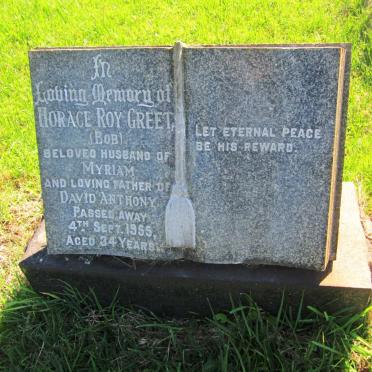 In
Loving Memory of
HORACE ROY GREET,
(BOB)
BELOVED HUSBAND OF
MYRIAM
AND LOVING FATHER OF
DAVID ANTHONY
PASSED AWAY
4TH SEPT. 1955,
AGED 34 YEARS.
LET ETERNAL PEACE
BE HIS REWARD.